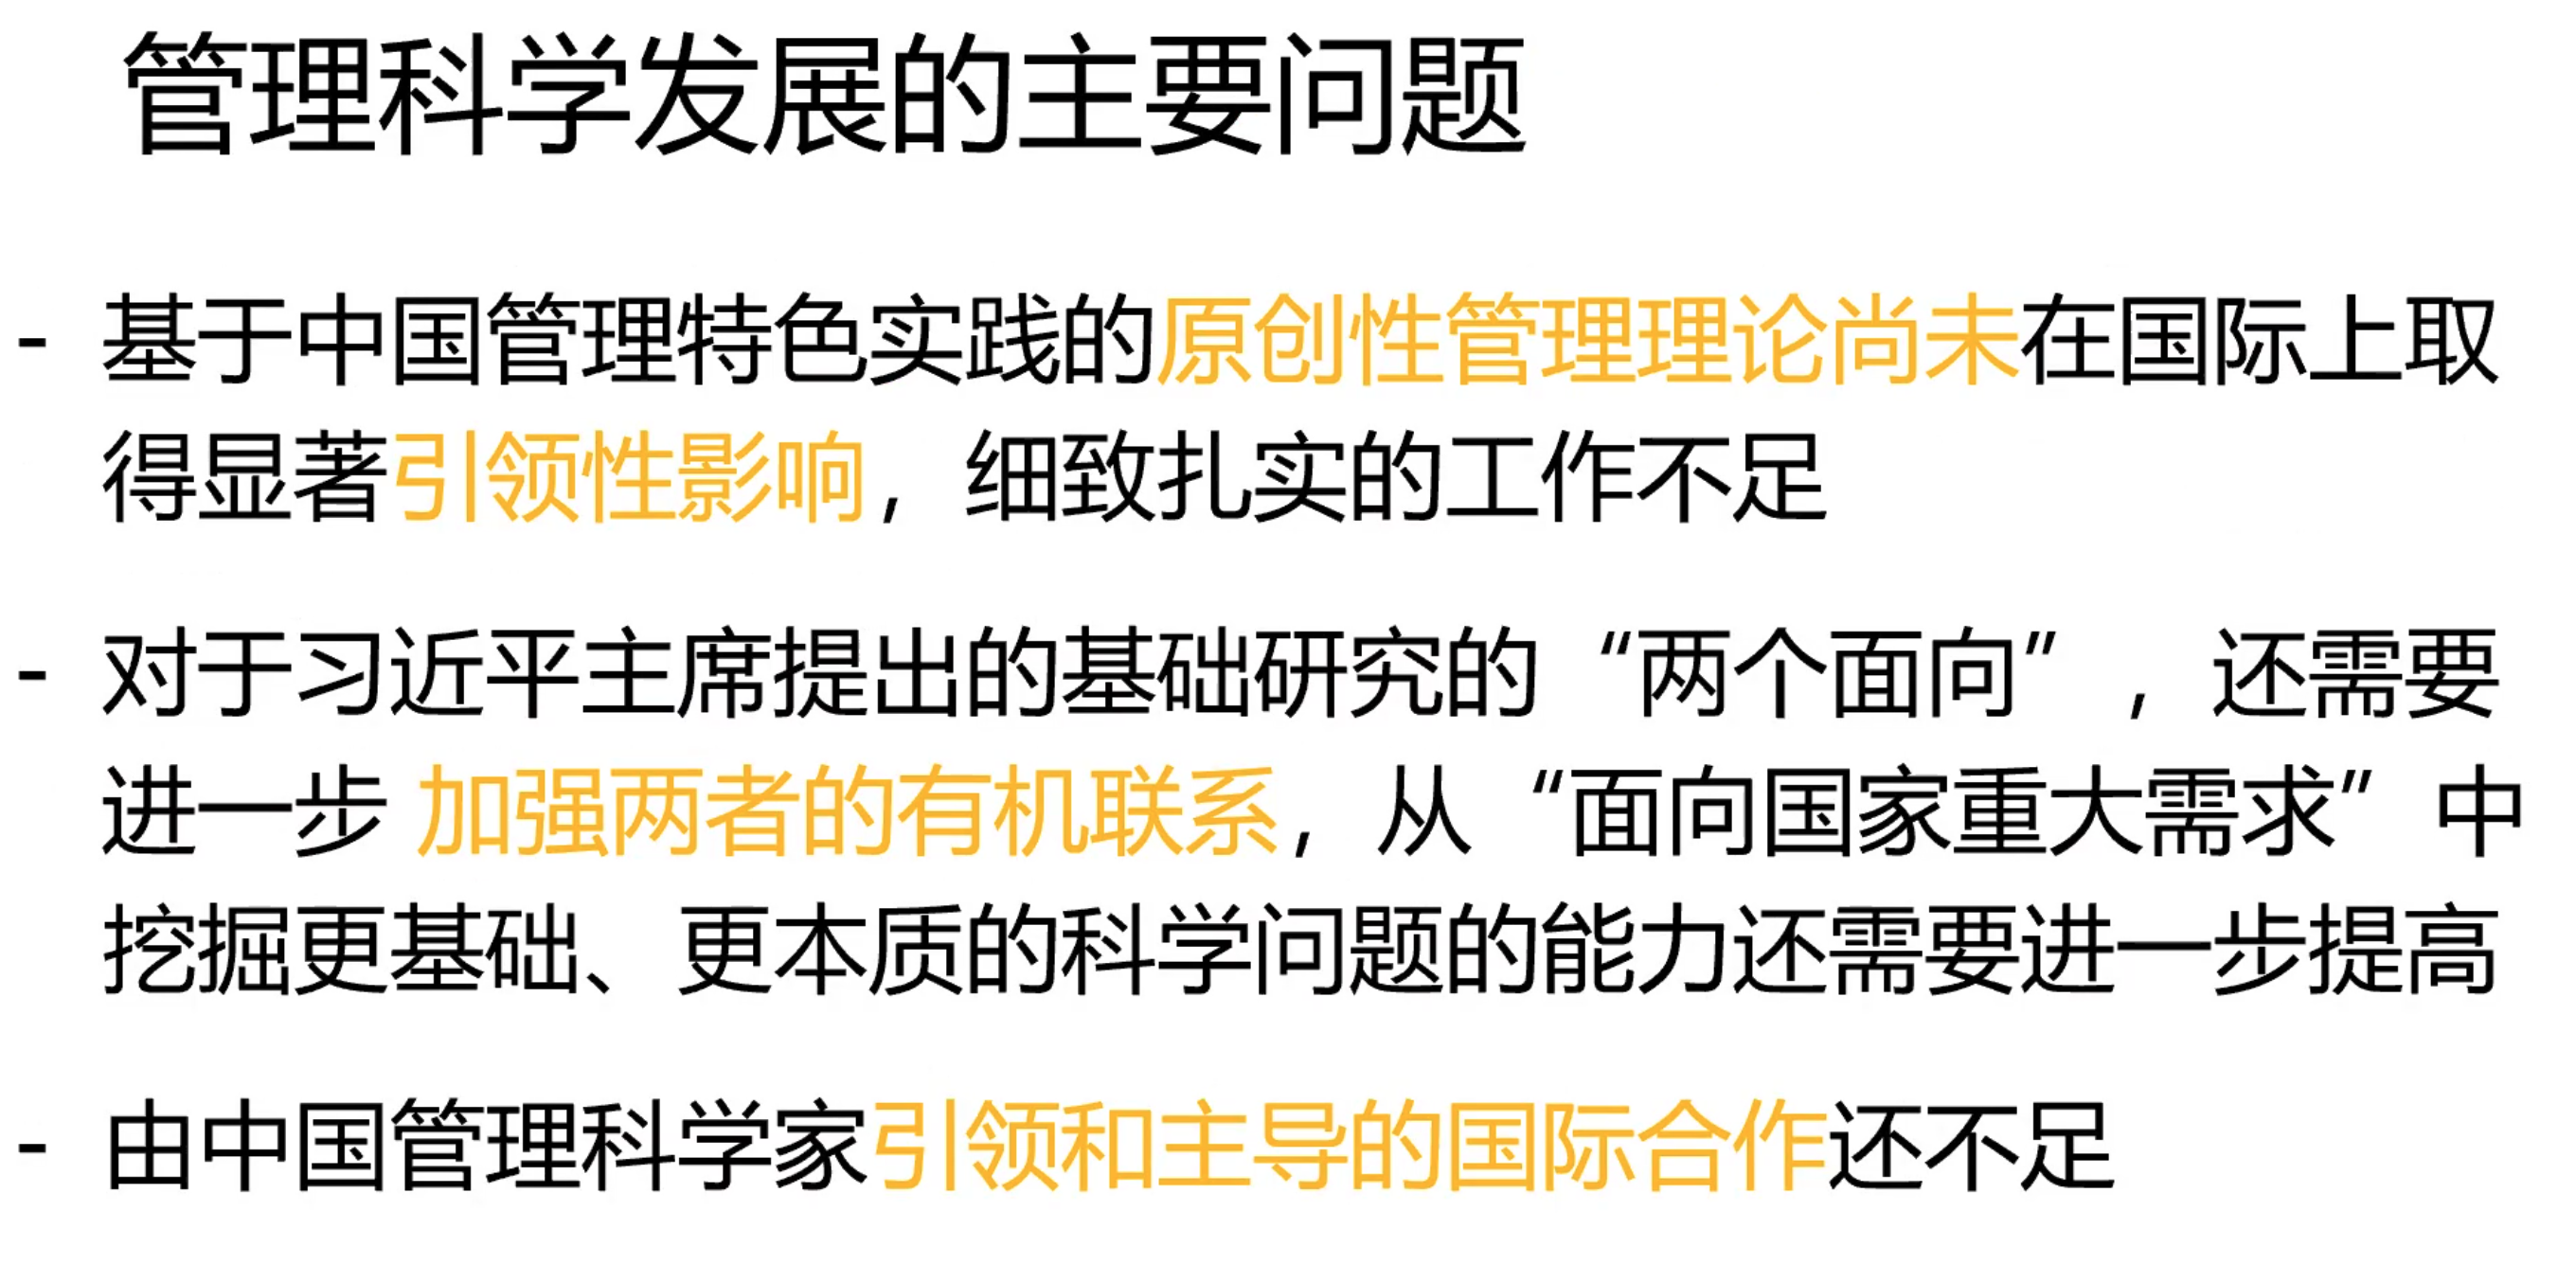 管理科学发展的主要问题
- 基于中国管理特色实践的原创性管理理论尚未在国际上取
得显著引领性影响，细致扎实的工作不足
- 对于习近平主席提出的基础研究的“两个面向”，还需要
进一步 加强两者的有机联系，从“面向国家重大需求”中
挖掘更基础、更本质的科学问题的能力还需要进一步提高
- 由中国管理科学家引领和主导的国际合作还不足